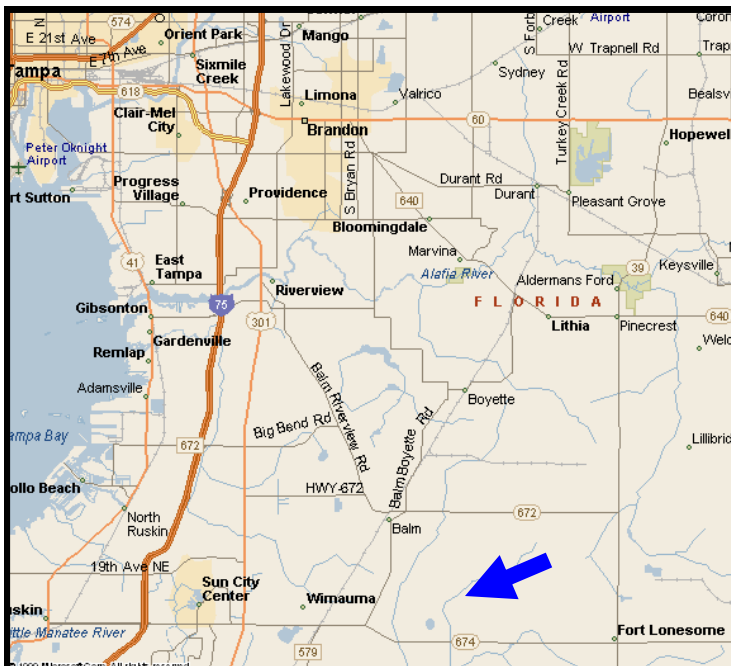 574
Orient Park
E 21st Ave
E 7th Ave
Tampa
Sixmile
Creek
Lakewood Dr
Mango
Creek
Airport
S Forb
W Trapnell Rd
Trap
Sydney
618
Limona
Valrico
Turkey Creek Rd
Bealsv
Clair-Mel
City
Brandon
60
Hopewel
Peter Oknight
Airport
S Bryan Rd
Durant Rd
Progress
Village
Providence
Durant
Pleasant Grove
rt Sutton
640
Bloomingdale
41
East
Tampa
Marvina
39
Keysville
Alafia River
Aldermans Ford
Riverview
75
FLORIDA
Gibsonton
301
Lithia
Pinecrest
640
Gardenville
Remlap
Welc
Balm Riverview Rd
Adamsville
Boyette
Big Bend Rd
Balm Boyette Rd
ampa Bay
672
Lillibrid
ollo Beach
HWY-672
672
North
Ruskin
Balm
19th Ave NE
Sun City
Center
Wimauma
uskin
ittle Manatee River
579
674
Fort Lonesome